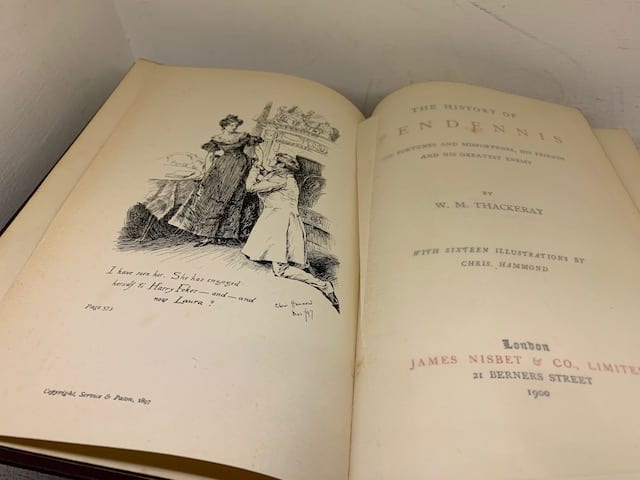 I have seen her. She has engaged
herself to Harry Foker—and—and
now Laura?
Page 573
Chris Hammond
Copyright, Service & Paton, 1897
THE HISTORY OF
PENDENNIS
HIS FORTUNES AND MISFORTUNES, HIS FRIENDS
AND HIS GREATEST ENEMY
BY
W. M. THACKERAY
WITH SIXTEEN ILLUSTRATIONS BY
CHRIS. HAMMOND
London
JAMES NISBET & CO., LIMITED
21 BERNERS STREET
1900